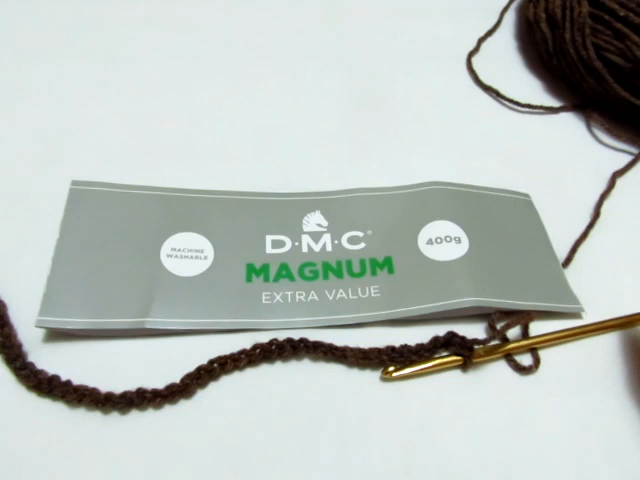 D·M·C®
MAGNUM
EXTRA VALUE
MACHINE
WASHABLE
400g